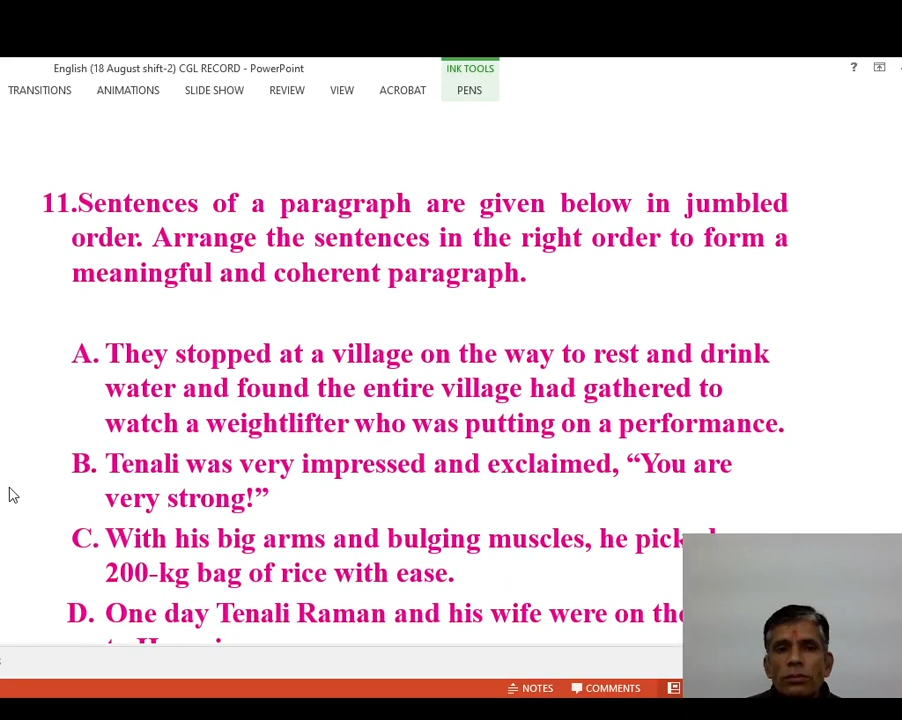 English (18 August shift-2) CGL RECORD - PowerPoint
INK TOOLS
?
TRANSITIONS ANIMATIONS SLIDE SHOW REVIEW VIEW ACROBAT PENS
11.Sentences of a paragraph are given below in jumbled
order. Arrange the sentences in the right order to form a
meaningful and coherent paragraph.
A. They stopped at a village on the way to rest and drink
water and found the entire village had gathered to
watch a weightlifter who was putting on a performance.
B. Tenali was very impressed and exclaimed, “You are
very strong!”
C. With his big arms and bulging muscles, he
200-kg bag of rice with ease.
D. One day Tenali Raman and his wife were on
NOTES COMMENTS